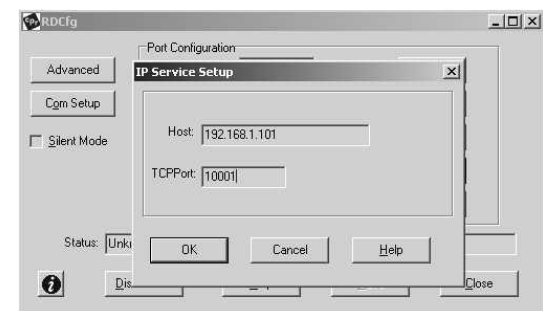 RDCfg
Port Configuration
Advanced
IP Service Setup
Com Setup
Host: 192.168.1.101
Silent Mode
TCPPort: 10001
Status:
OK
Cancel
Help
Close